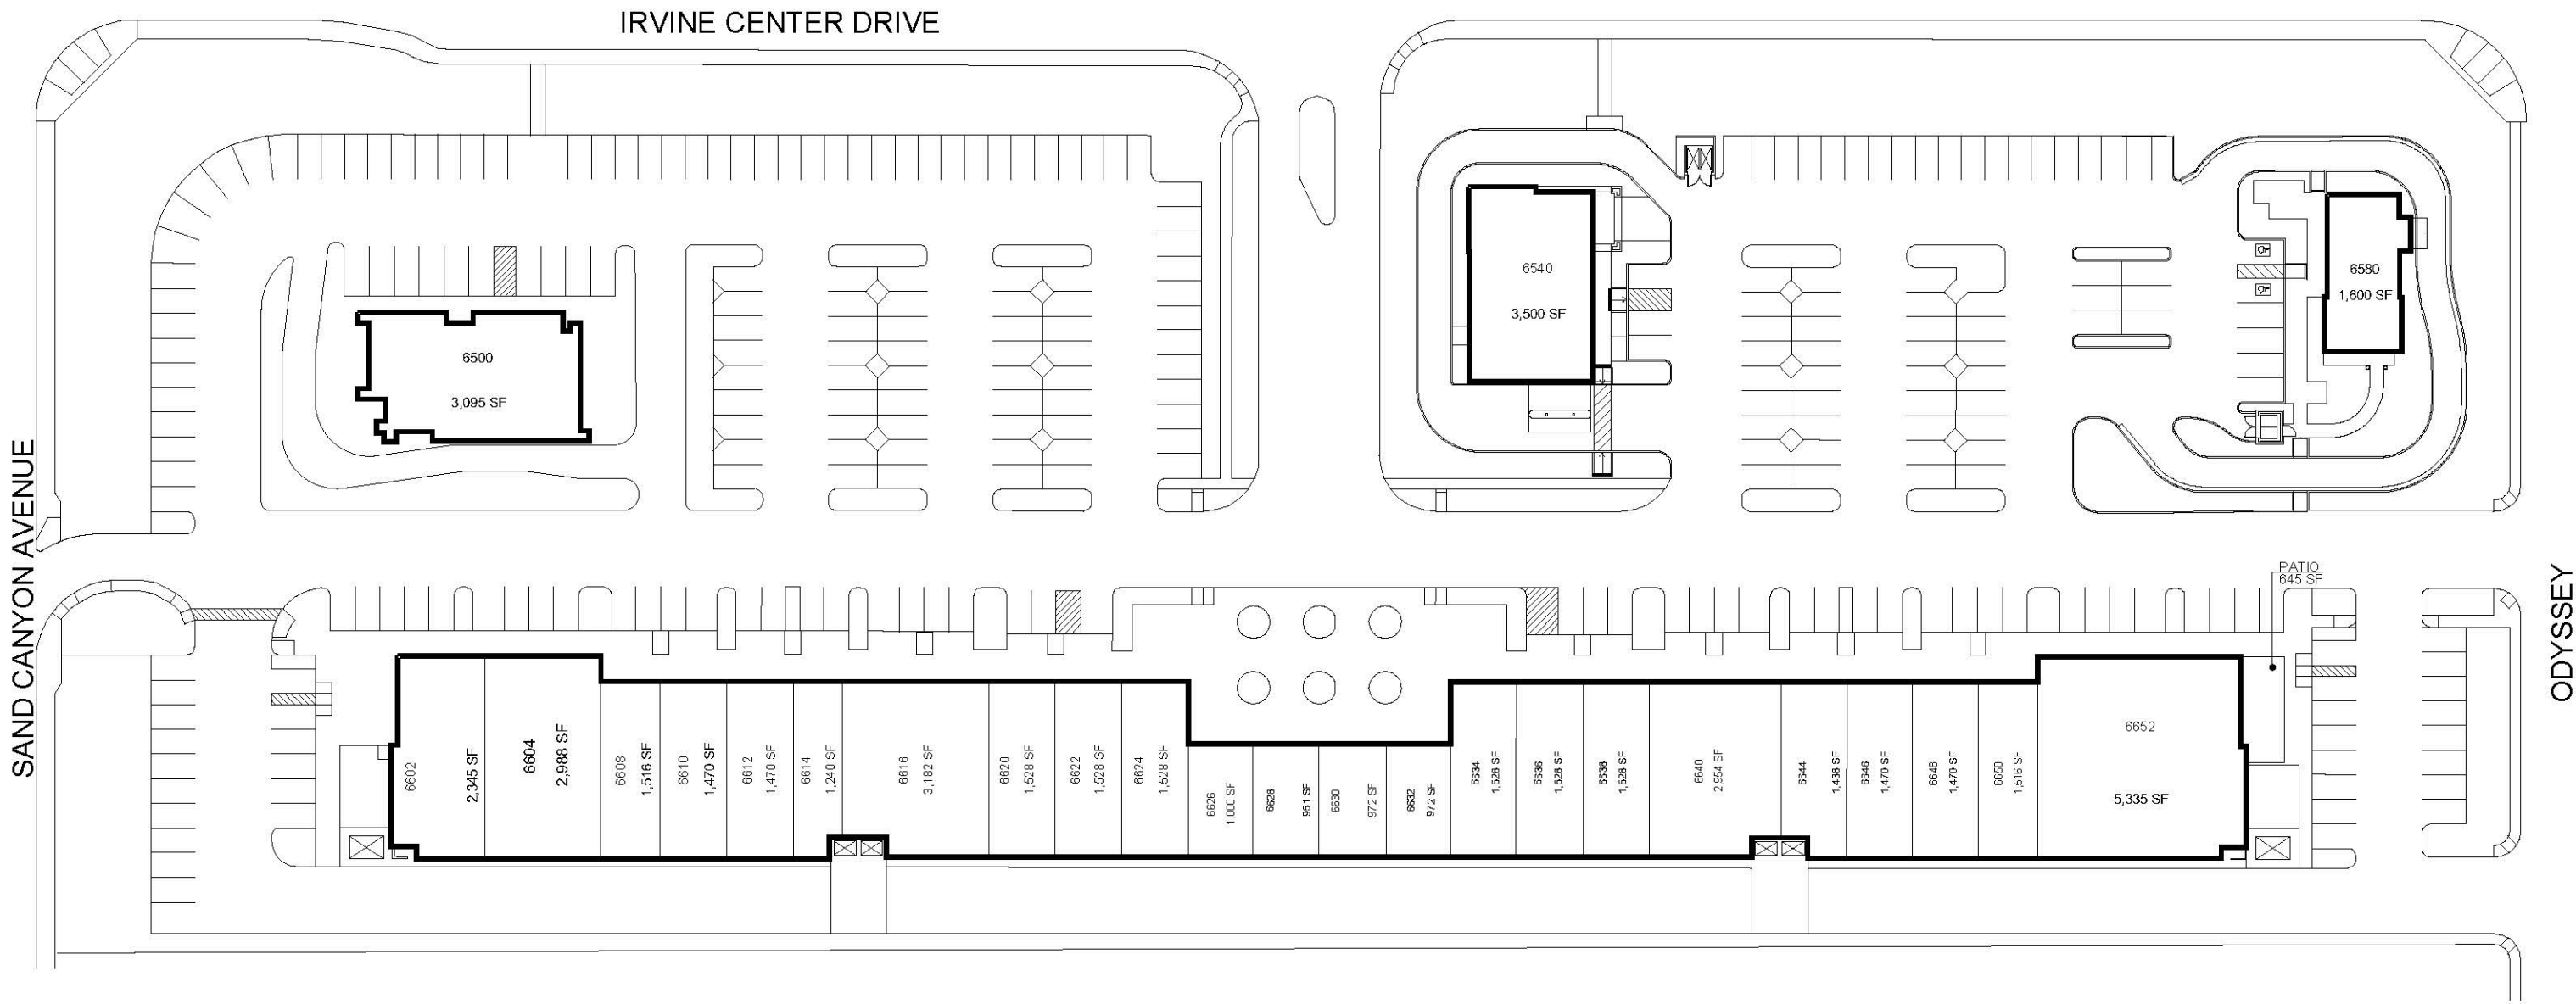 IRVINE CENTER DRIVE
SAND CANYON AVENUE
ODYSSEY
6500
3,095 SF
6540
3,500 SF
6580
1,600 SF
PATIO
645 SF
6602
2,345 SF
6604
2,988 SF
6608
1,516 SF
6610
1,470 SF
6612
1,470 SF
6614
1,240 SF
6616
3,182 SF
6620
1,528 SF
6622
1,528 SF
6624
1,528 SF
6626
1,000 SF
6628
951 SF
6630
972 SF
6632
972 SF
6634
1,528 SF
6636
1,528 SF
6638
1,528 SF
6640
2,954 SF
6644
1,438 SF
6646
1,470 SF
6648
1,470 SF
6650
1,516 SF
6652
5,335 SF